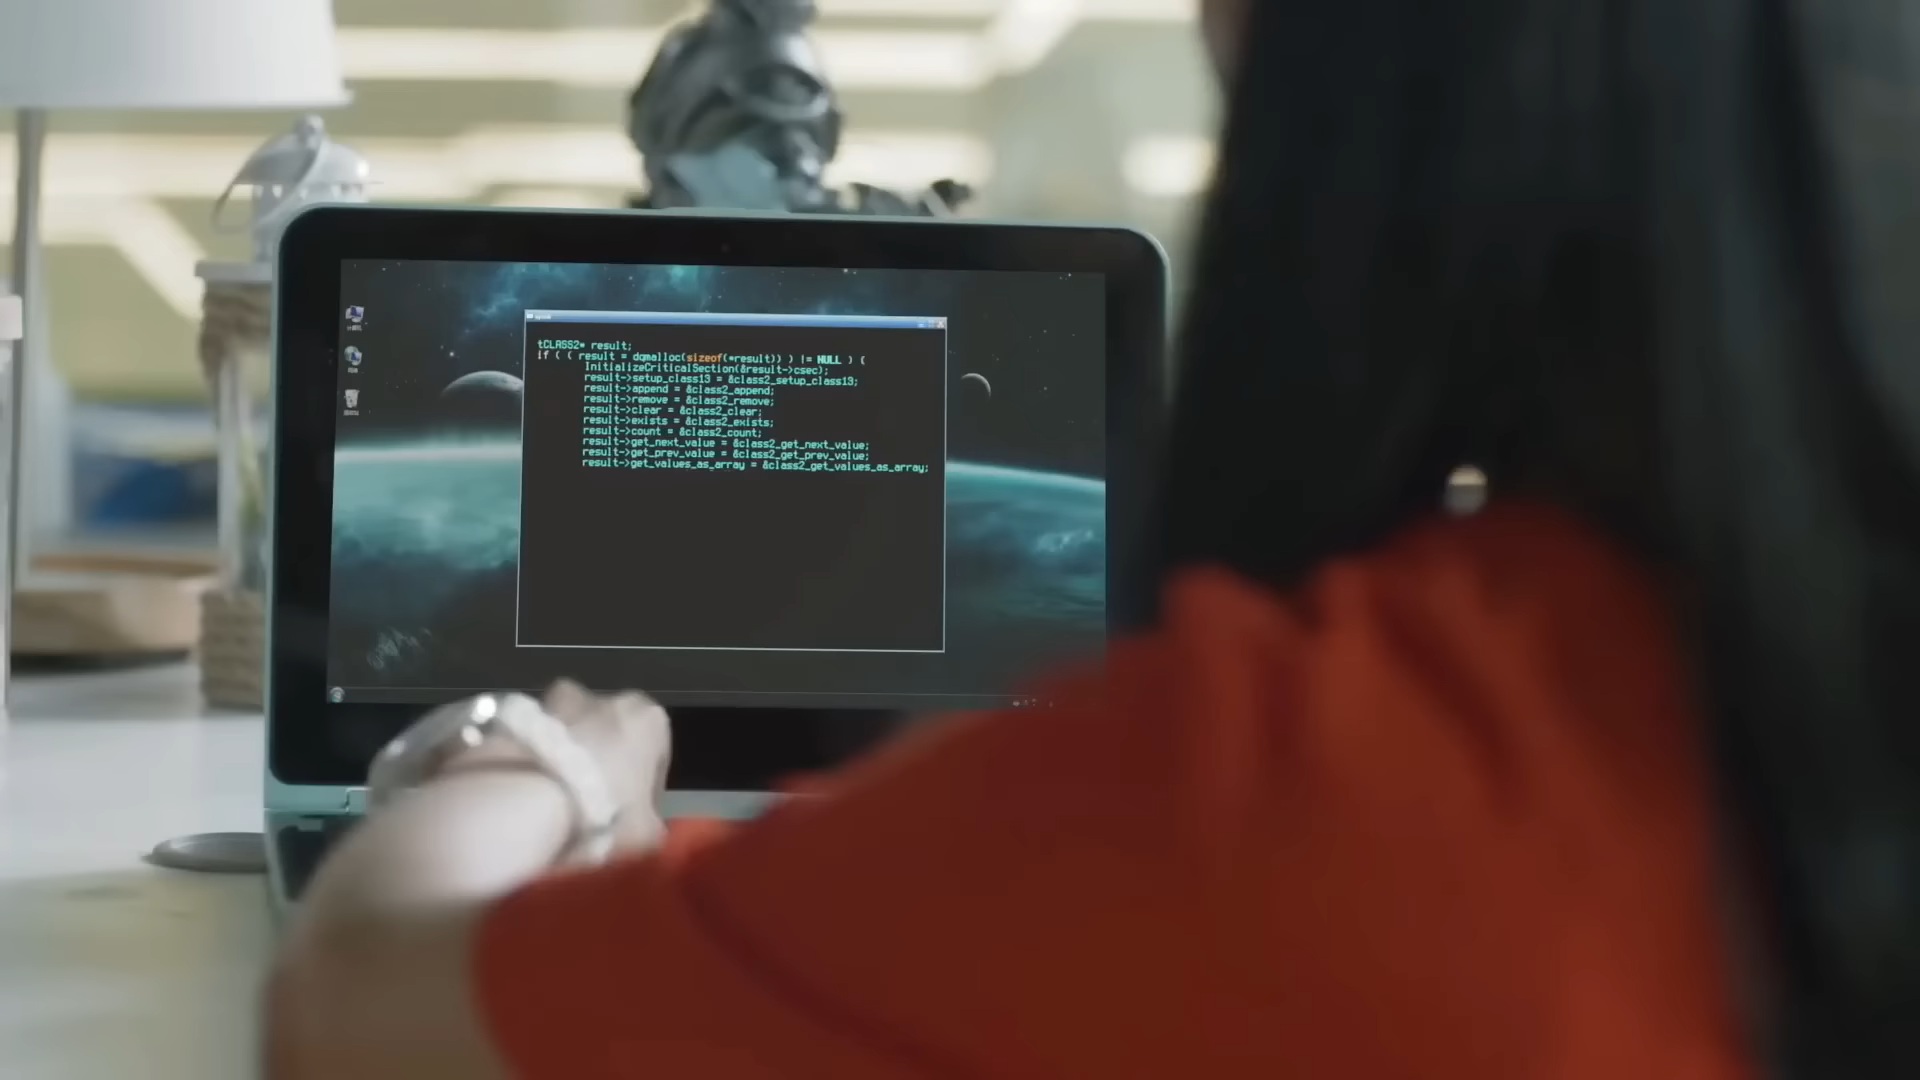 tCLASS2* result;
if ( ( result = dqmalloc(sizeof(*result)) ) != NULL ) {
InitializeCriticalSection(&result->csec);
result->setup_class13 = &class2_setup_class13;
result->append = &class2_append;
result->remove = &class2_remove;
result->clear = &class2_clear;
result->exists = &class2_exists;
result->count = &class2_count;
result->get_next_value = &class2_get_next_value;
result->get_prev_value = &class2_get_prev_value;
result->get_values_as_array = &class2_get_values_as_array;